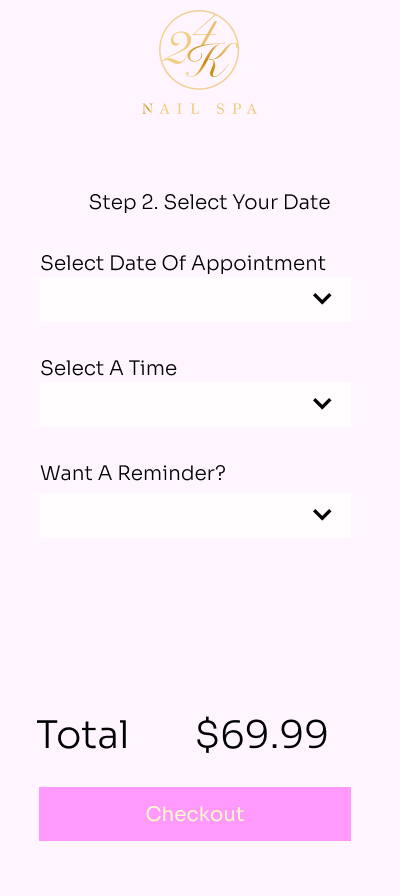 24K
NAIL SPA
Step 2. Select Your Date
Select Date Of Appointment
Select A Time
Want A Reminder?
Total $69.99
Checkout